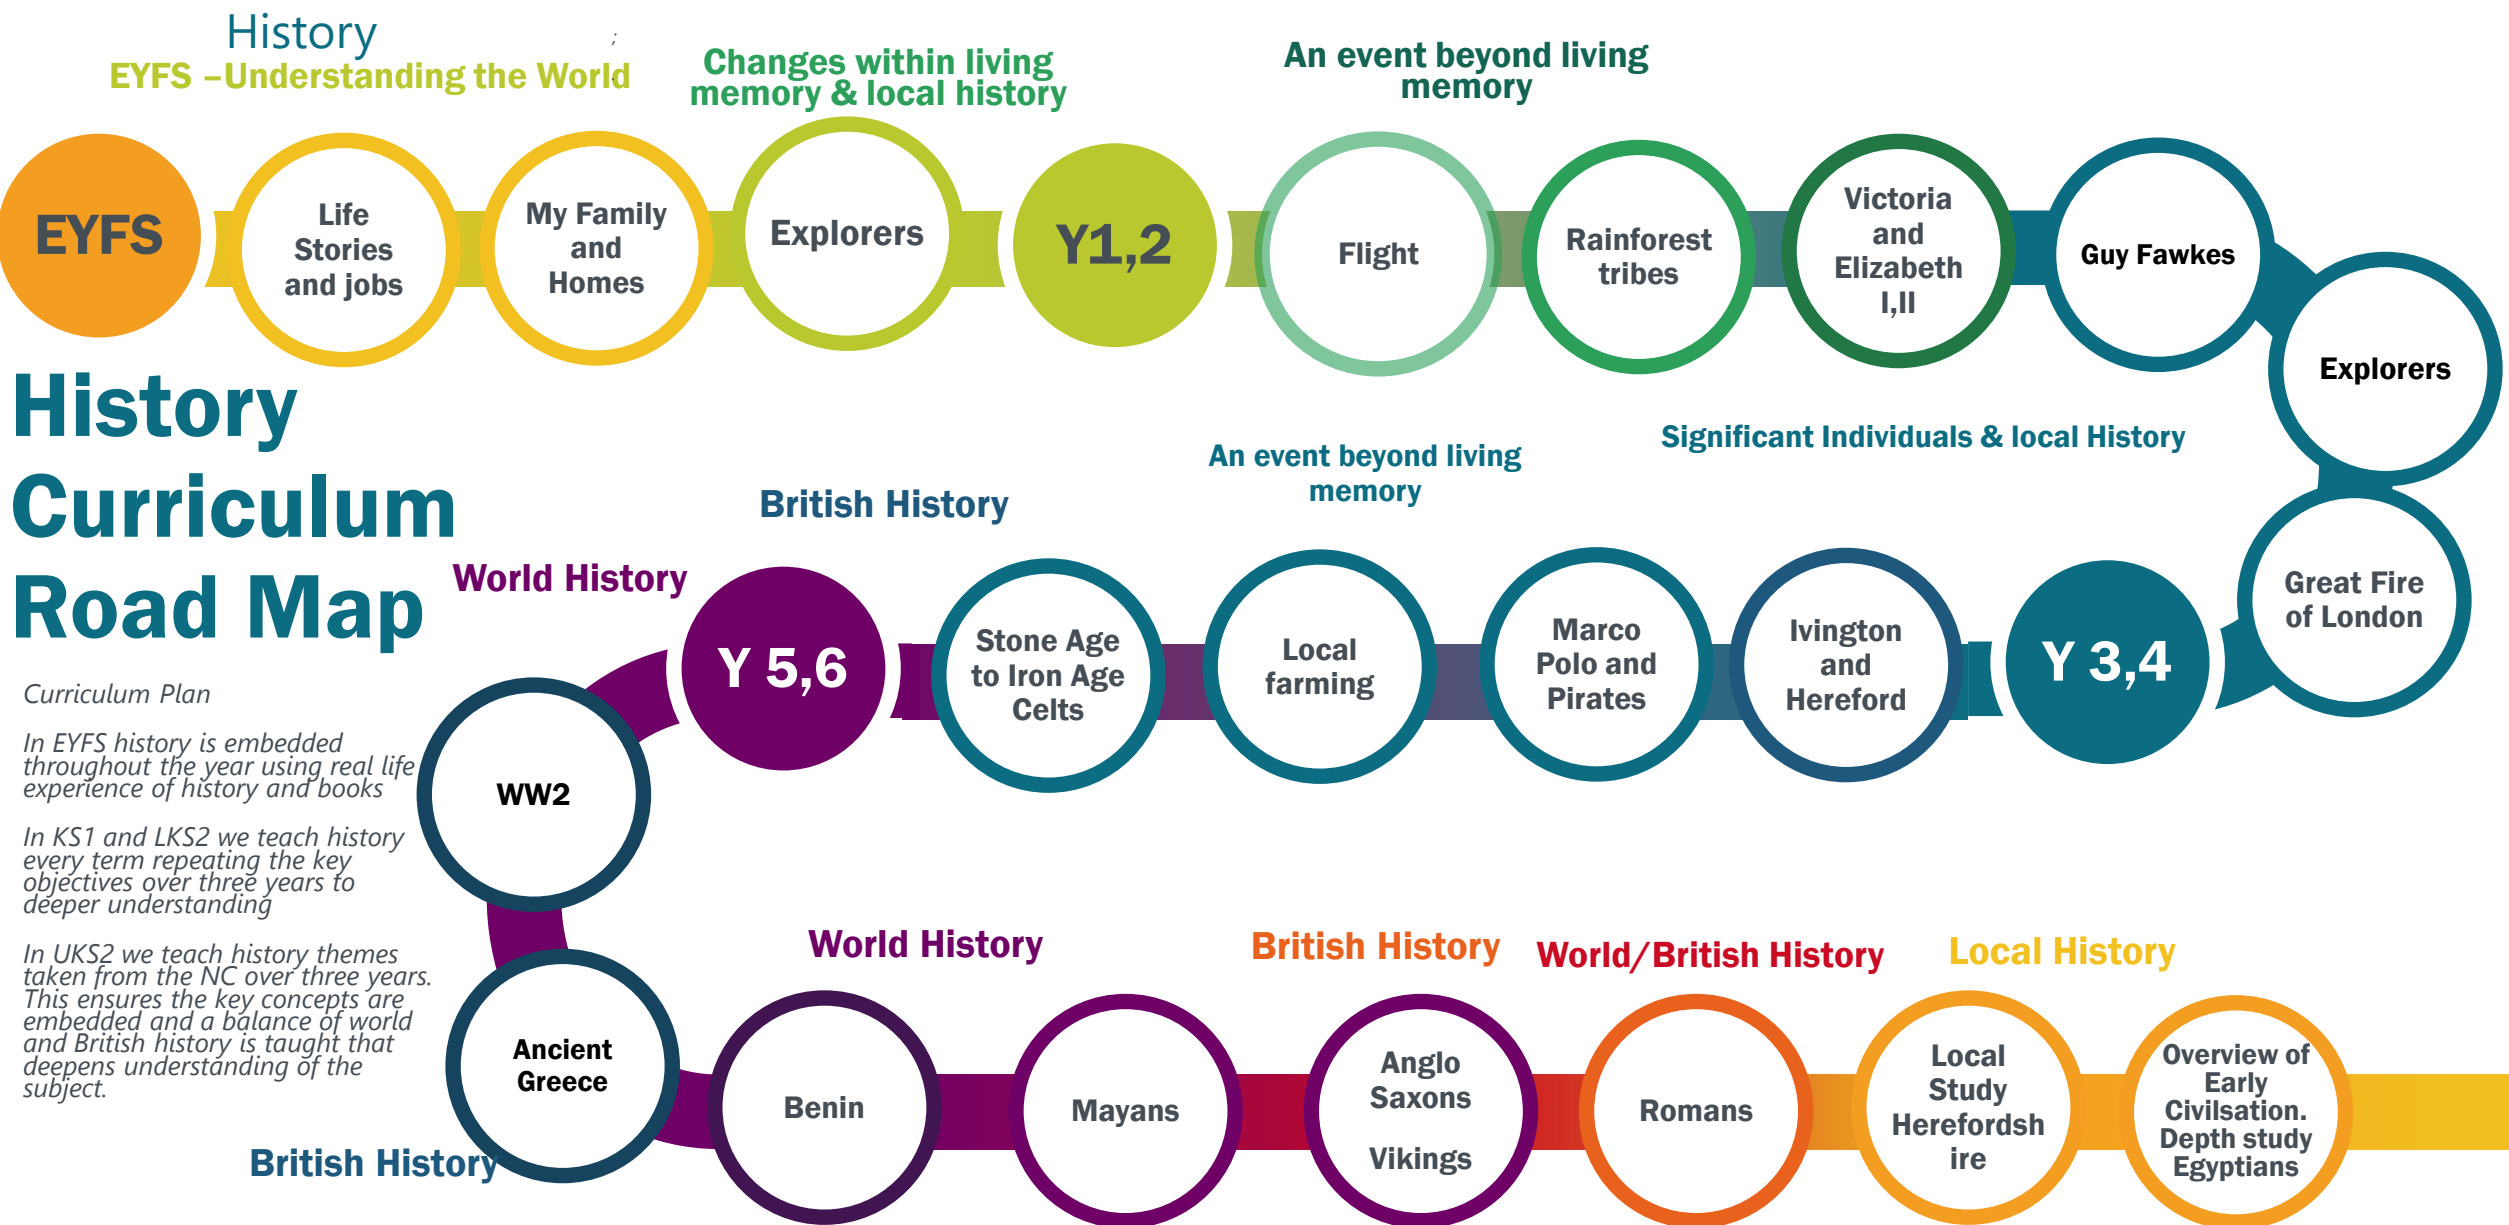 History
;
EYFS –Understanding the World
Changes within living
memory & local history
An event beyond living
memory
EYFS
Life
Stories
and jobs
My Family
and
Homes
Explorers
Y1,2
Flight
Rainforest
tribes
Victoria
and
Elizabeth
I,II
Guy Fawkes
Explorers
History
Curriculum
Road Map
Significant Individuals & local History
An event beyond living
memory
British History
World History
Great Fire
of London
Y 3,4
Ivington
and
Hereford
Marco
Polo and
Pirates
Local
farming
Stone Age
to Iron Age
Celts
Y 5,6
WW2
Curriculum Plan
In EYFS history is embedded
throughout the year using real life
experience of history and books
In KS1 and LKS2 we teach history
every term repeating the key
objectives over three years to
deeper understanding
In UKS2 we teach history themes
taken from the NC over three years.
This ensures the key concepts are
embedded and a balance of world
and British history is taught that
deepens understanding of the
subject.
Ancient
Greece
British History
World History
British History
World/British History
Local History
Benin
Mayans
Anglo
Saxons
Vikings
Romans
Local
Study
Herefordsh
ire
Overview of
Early
Civilsation.
Depth study
Egyptians